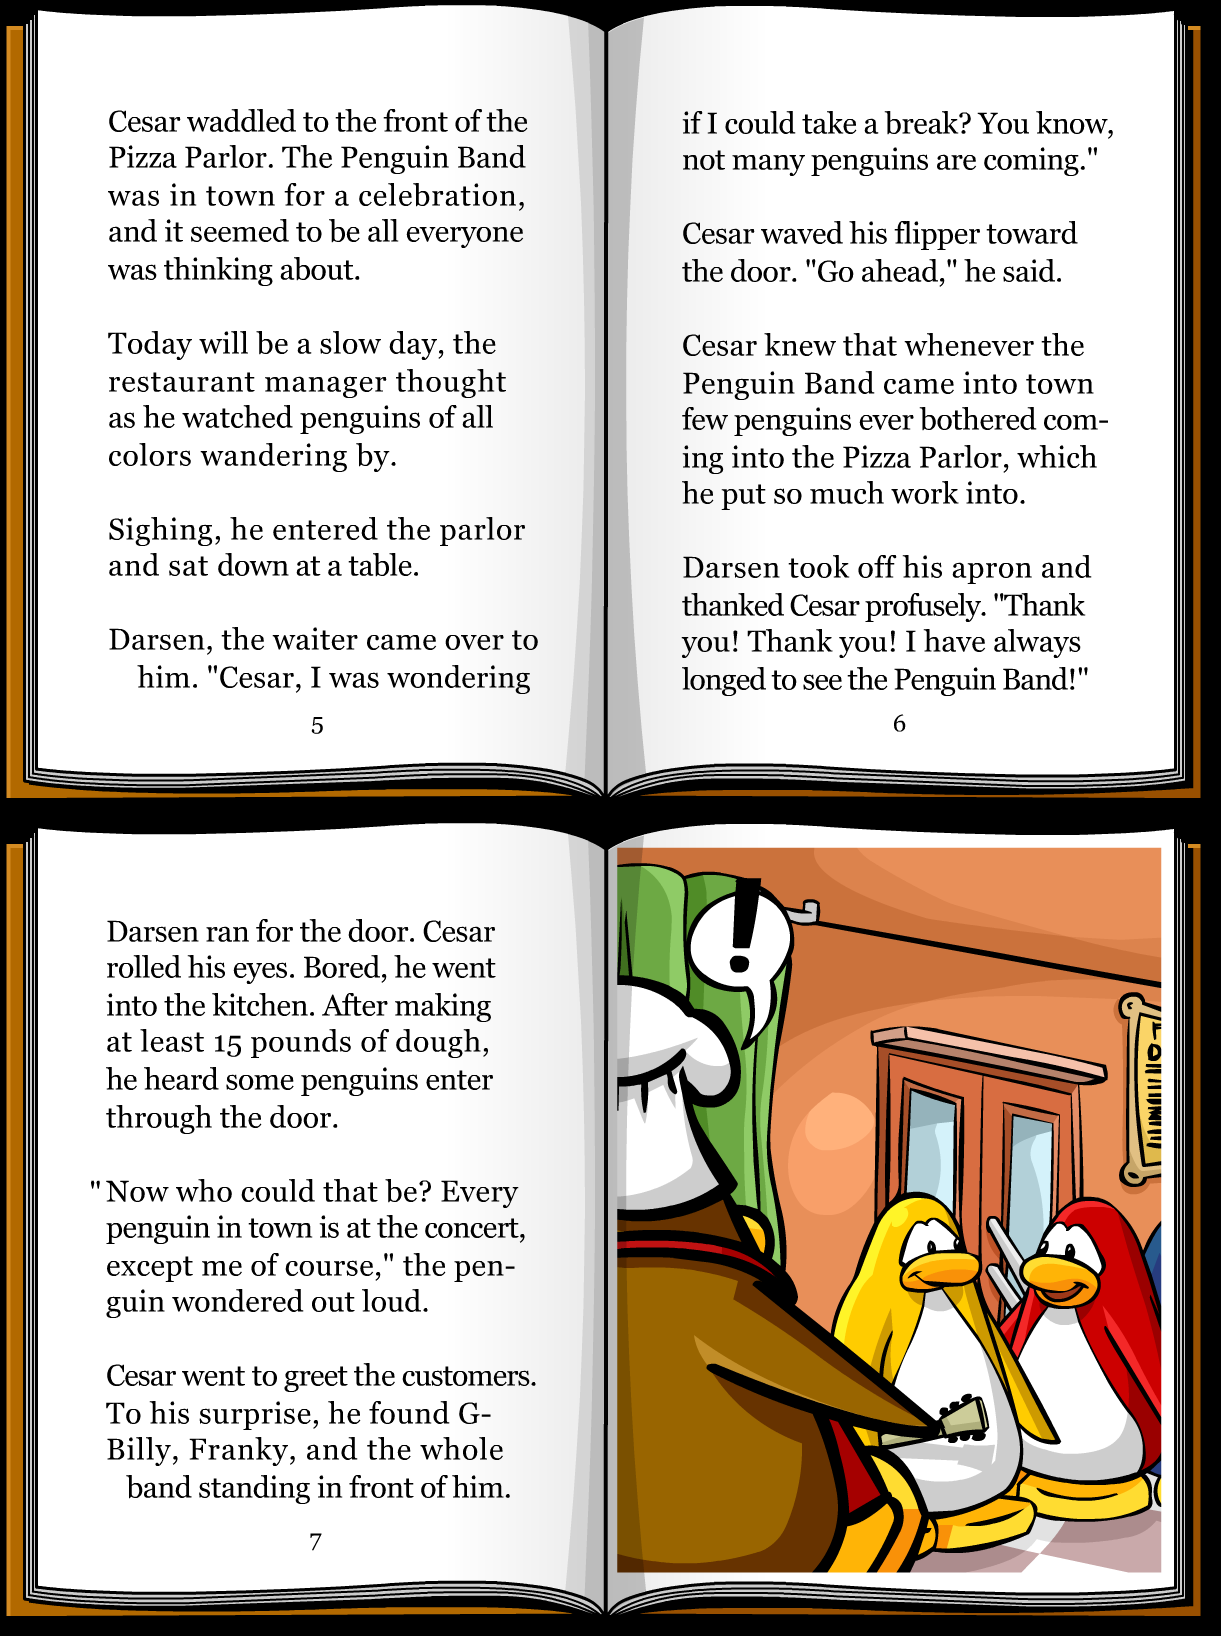 Cesar waddled to the front of the
Pizza Parlor. The Penguin Band
was in town for a celebration,
and it seemed to be all everyone
was thinking about.
Today will be a slow day, the
restaurant manager thought
as he watched penguins of all
colors wandering by.
Sighing, he entered the parlor
and sat down at a table.
Darsen, the waiter came over to
him. "Cesar, I was wondering
5
if I could take a break? You know,
not many penguins are coming."
Cesar waved his flipper toward
the door. "Go ahead," he said.
Cesar knew that whenever the
Penguin Band came into town
few penguins ever bothered com-
ing into the Pizza Parlor, which
he put so much work into.
Darsen took off his apron and
thanked Cesar profusely. "Thank
you! Thank you! I have always
longed to see the Penguin Band!"
6
Darsen ran for the door. Cesar
rolled his eyes. Bored, he went
into the kitchen. After making
at least 15 pounds of dough,
he heard some penguins enter
through the door.
"Now who could that be? Every
penguin in town is at the concert,
except me of course," the pen-
guin wondered out loud.
Cesar went to greet the customers.
To his surprise, he found G-
Billy, Franky, and the whole
band standing in front of him.
7
!